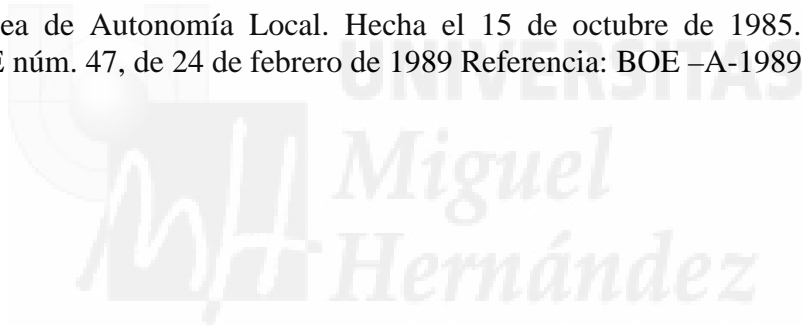 ea de Autonomía Local. Hecha el 15 de octubre de 1985.
núm. 47, de 24 de febrero de 1989 Referencia: BOE –A-1989
UNIVERSITAS
Miguel
Hernández